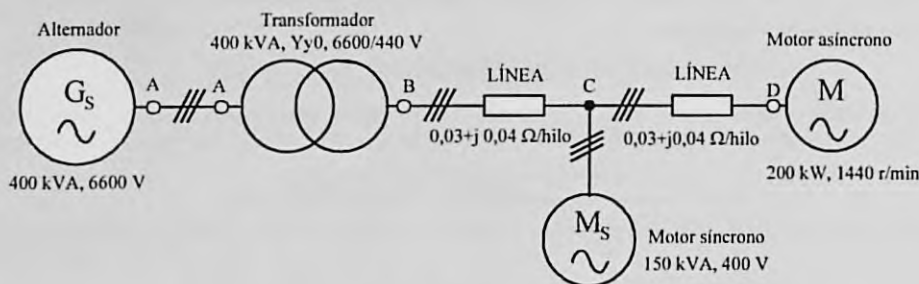 Alternador
G_S
400 kVA, 6600 V
A
A
Transformador
400 kVA, Yy0, 6600/440 V
B
LÍNEA
0,03+j 0,04 Ω/hilo
C
LÍNEA
0,03+j0,04 Ω/hilo
D
Motor asíncrono
M
200 kW, 1440 r/min
M_S
Motor síncrono
150 kVA, 400 V